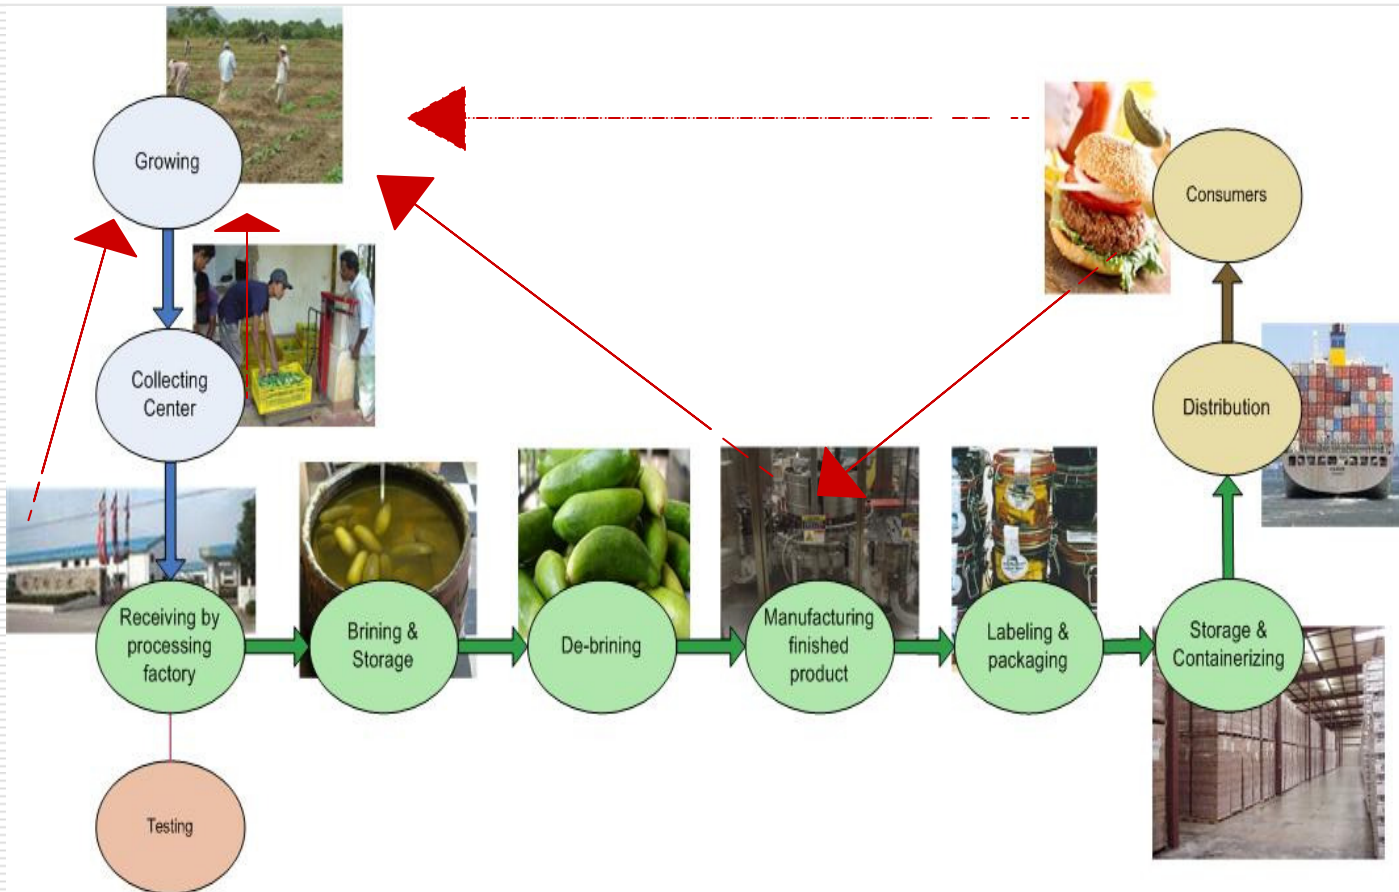 Growing
Consumers
Collecting
Center
Distribution
Receiving by
processing
factory
Brining &
Storage
De-brining
Manufacturing
finished
product
Labeling &
packaging
Storage &
Containerizing
Testing